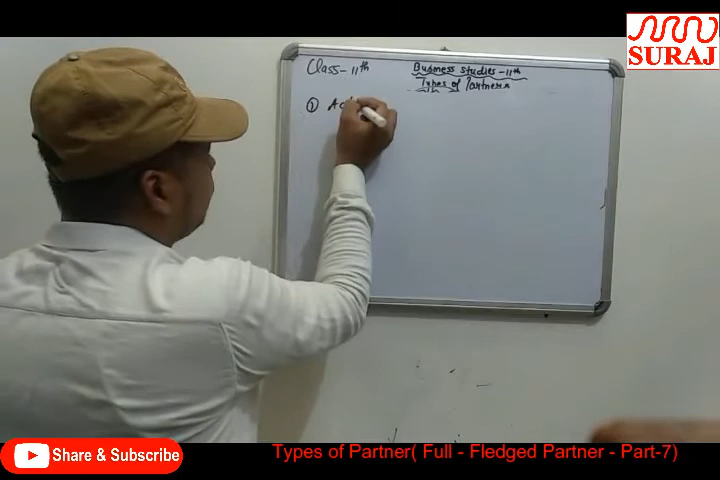 SURAJ
Class - 11th
Business Studies - 11th
Types of Partners
① Ac
Share & Subscribe
Types of Partner( Full - Fledged Partner - Part-7)